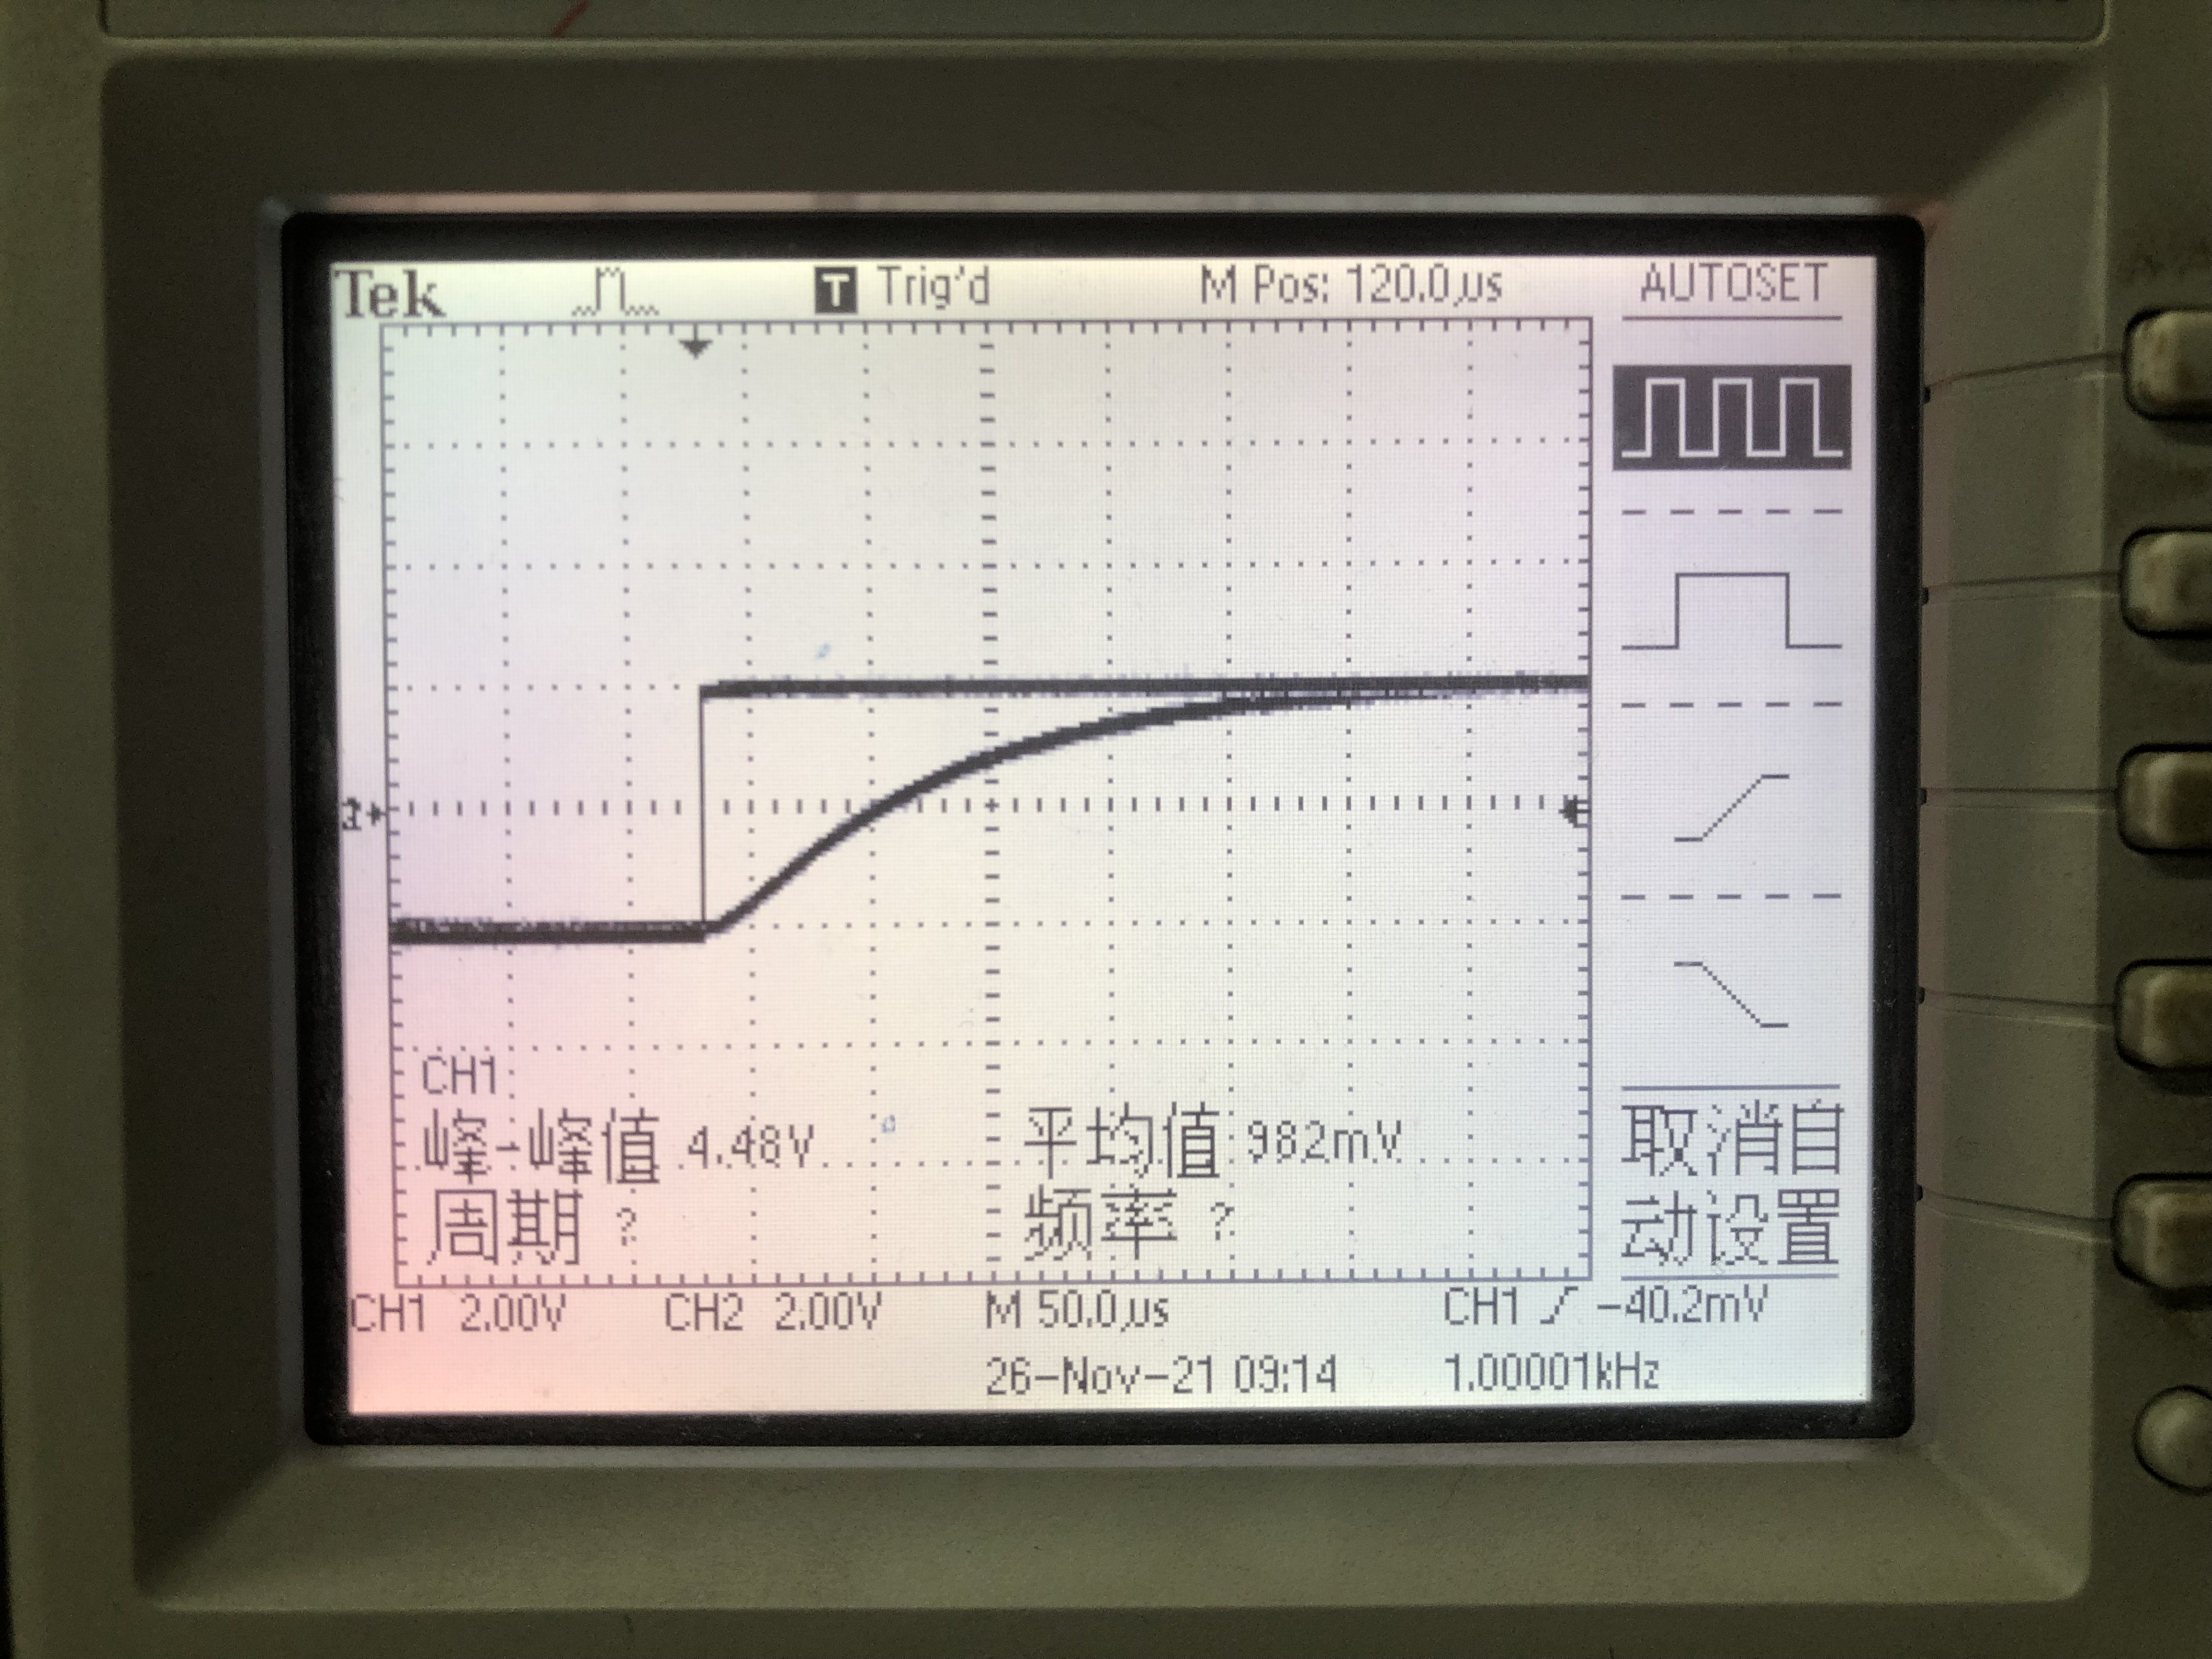 Tek T Trig'd M Pos: 120.0µs AUTOSET
CH1
峰-峰值 4.48V 平均值 982mV
周期 ? 频率 ?
取消自
动设置
CH1 2.00V CH2 2.00V M 50.0µs CH1 -40.2mV
26-Nov-21 09:14 1.00001kHz